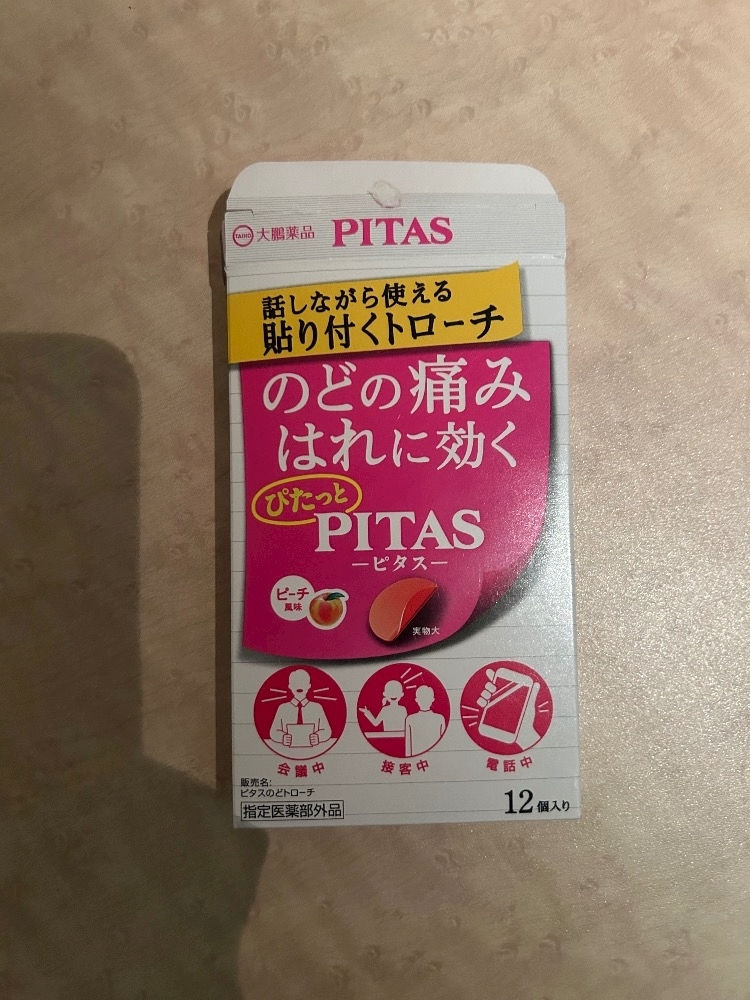 TAIHO 大鵬薬品 PITAS
話しながら使える
貼り付くトローチ
のどの痛み
はれに効く
ぴたっと
PITAS
ーピタスー
ピーチ
風味
実物大
会議中 接客中 電話中
販売名:
ピタスのどトローチ
指定医薬部外品
12個入り